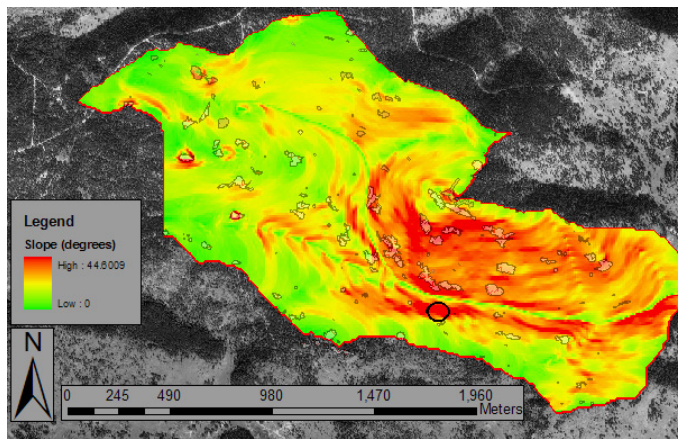 Legend
Slope (degrees)
High : 44.6009
Low : 0
N
0 245 490 980 1,470 1,960
Meters